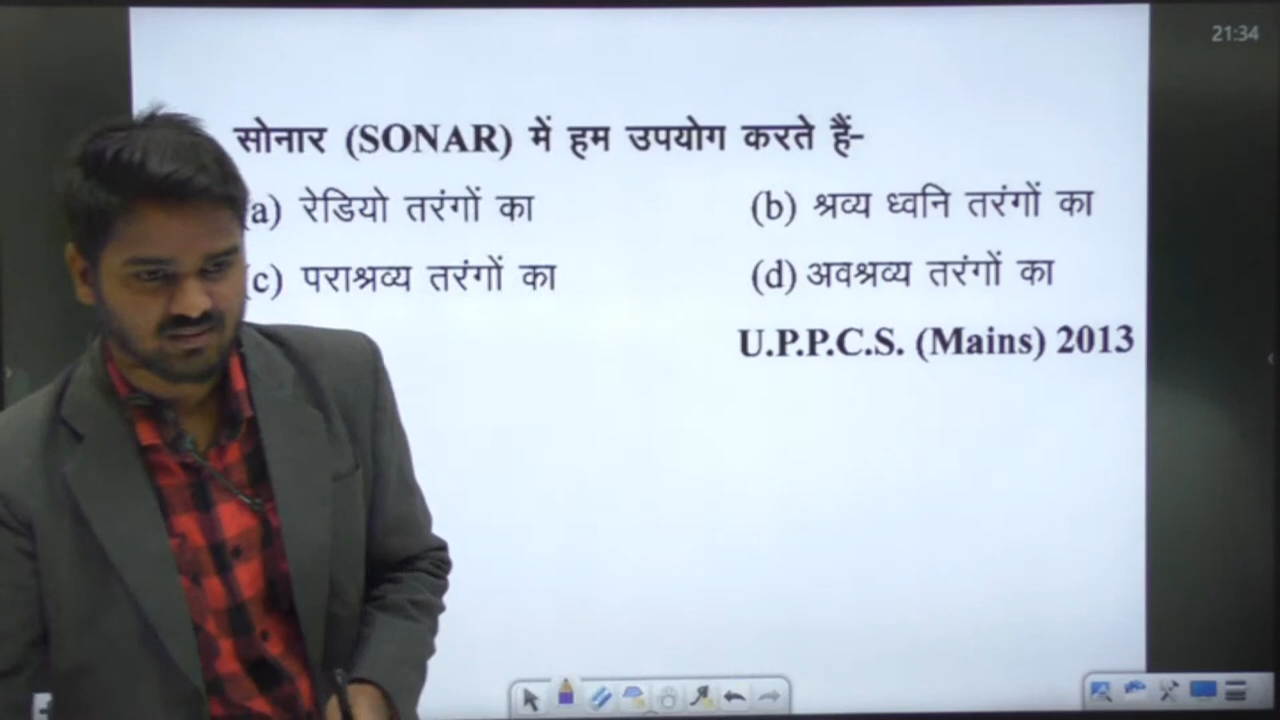 21:34
सोनार (SONAR) में हम उपयोग करते हैं-
(a) रेडियो तरंगों का (b) श्रव्य ध्वनि तरंगों का
(c) पराश्रव्य तरंगों का (d) अवश्रव्य तरंगों का
U.P.P.C.S. (Mains) 2013